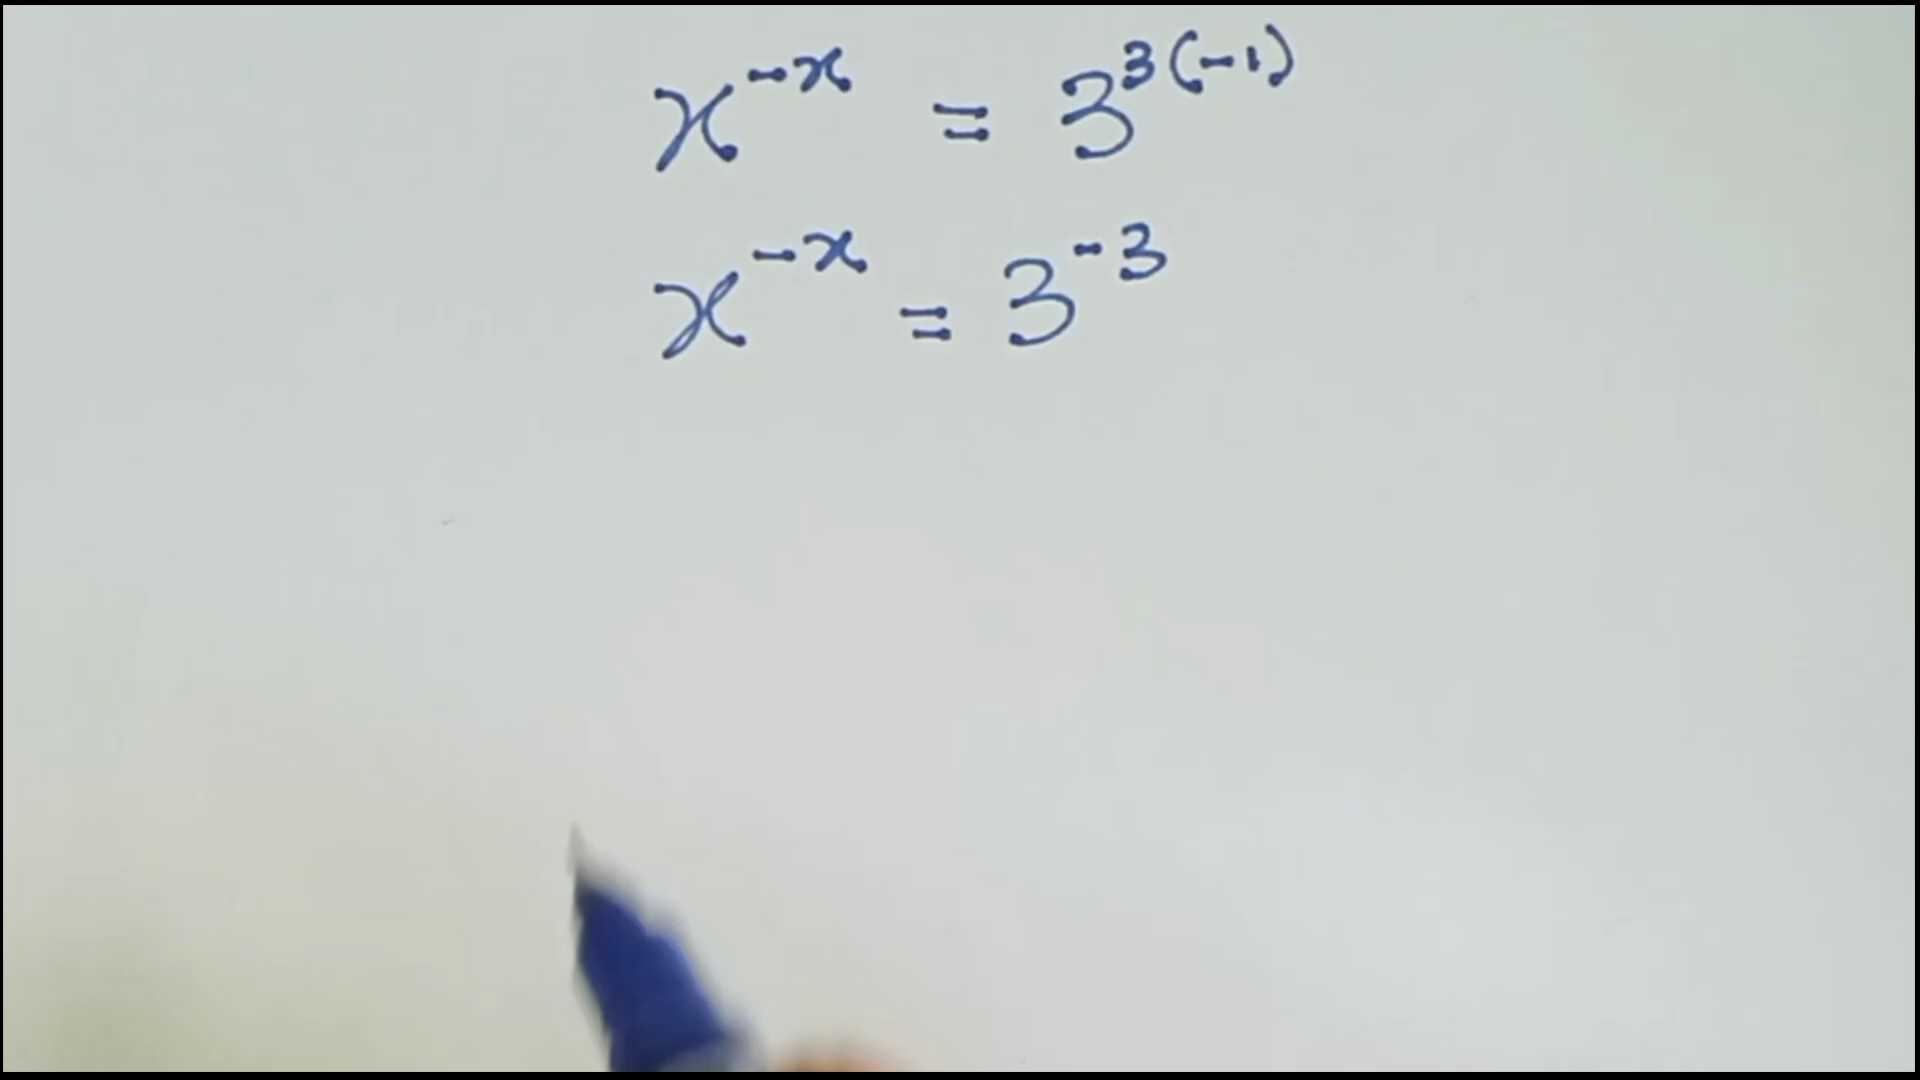 x^{-x} = 3^{3(-1)}
x^{-x} = 3^{-3}